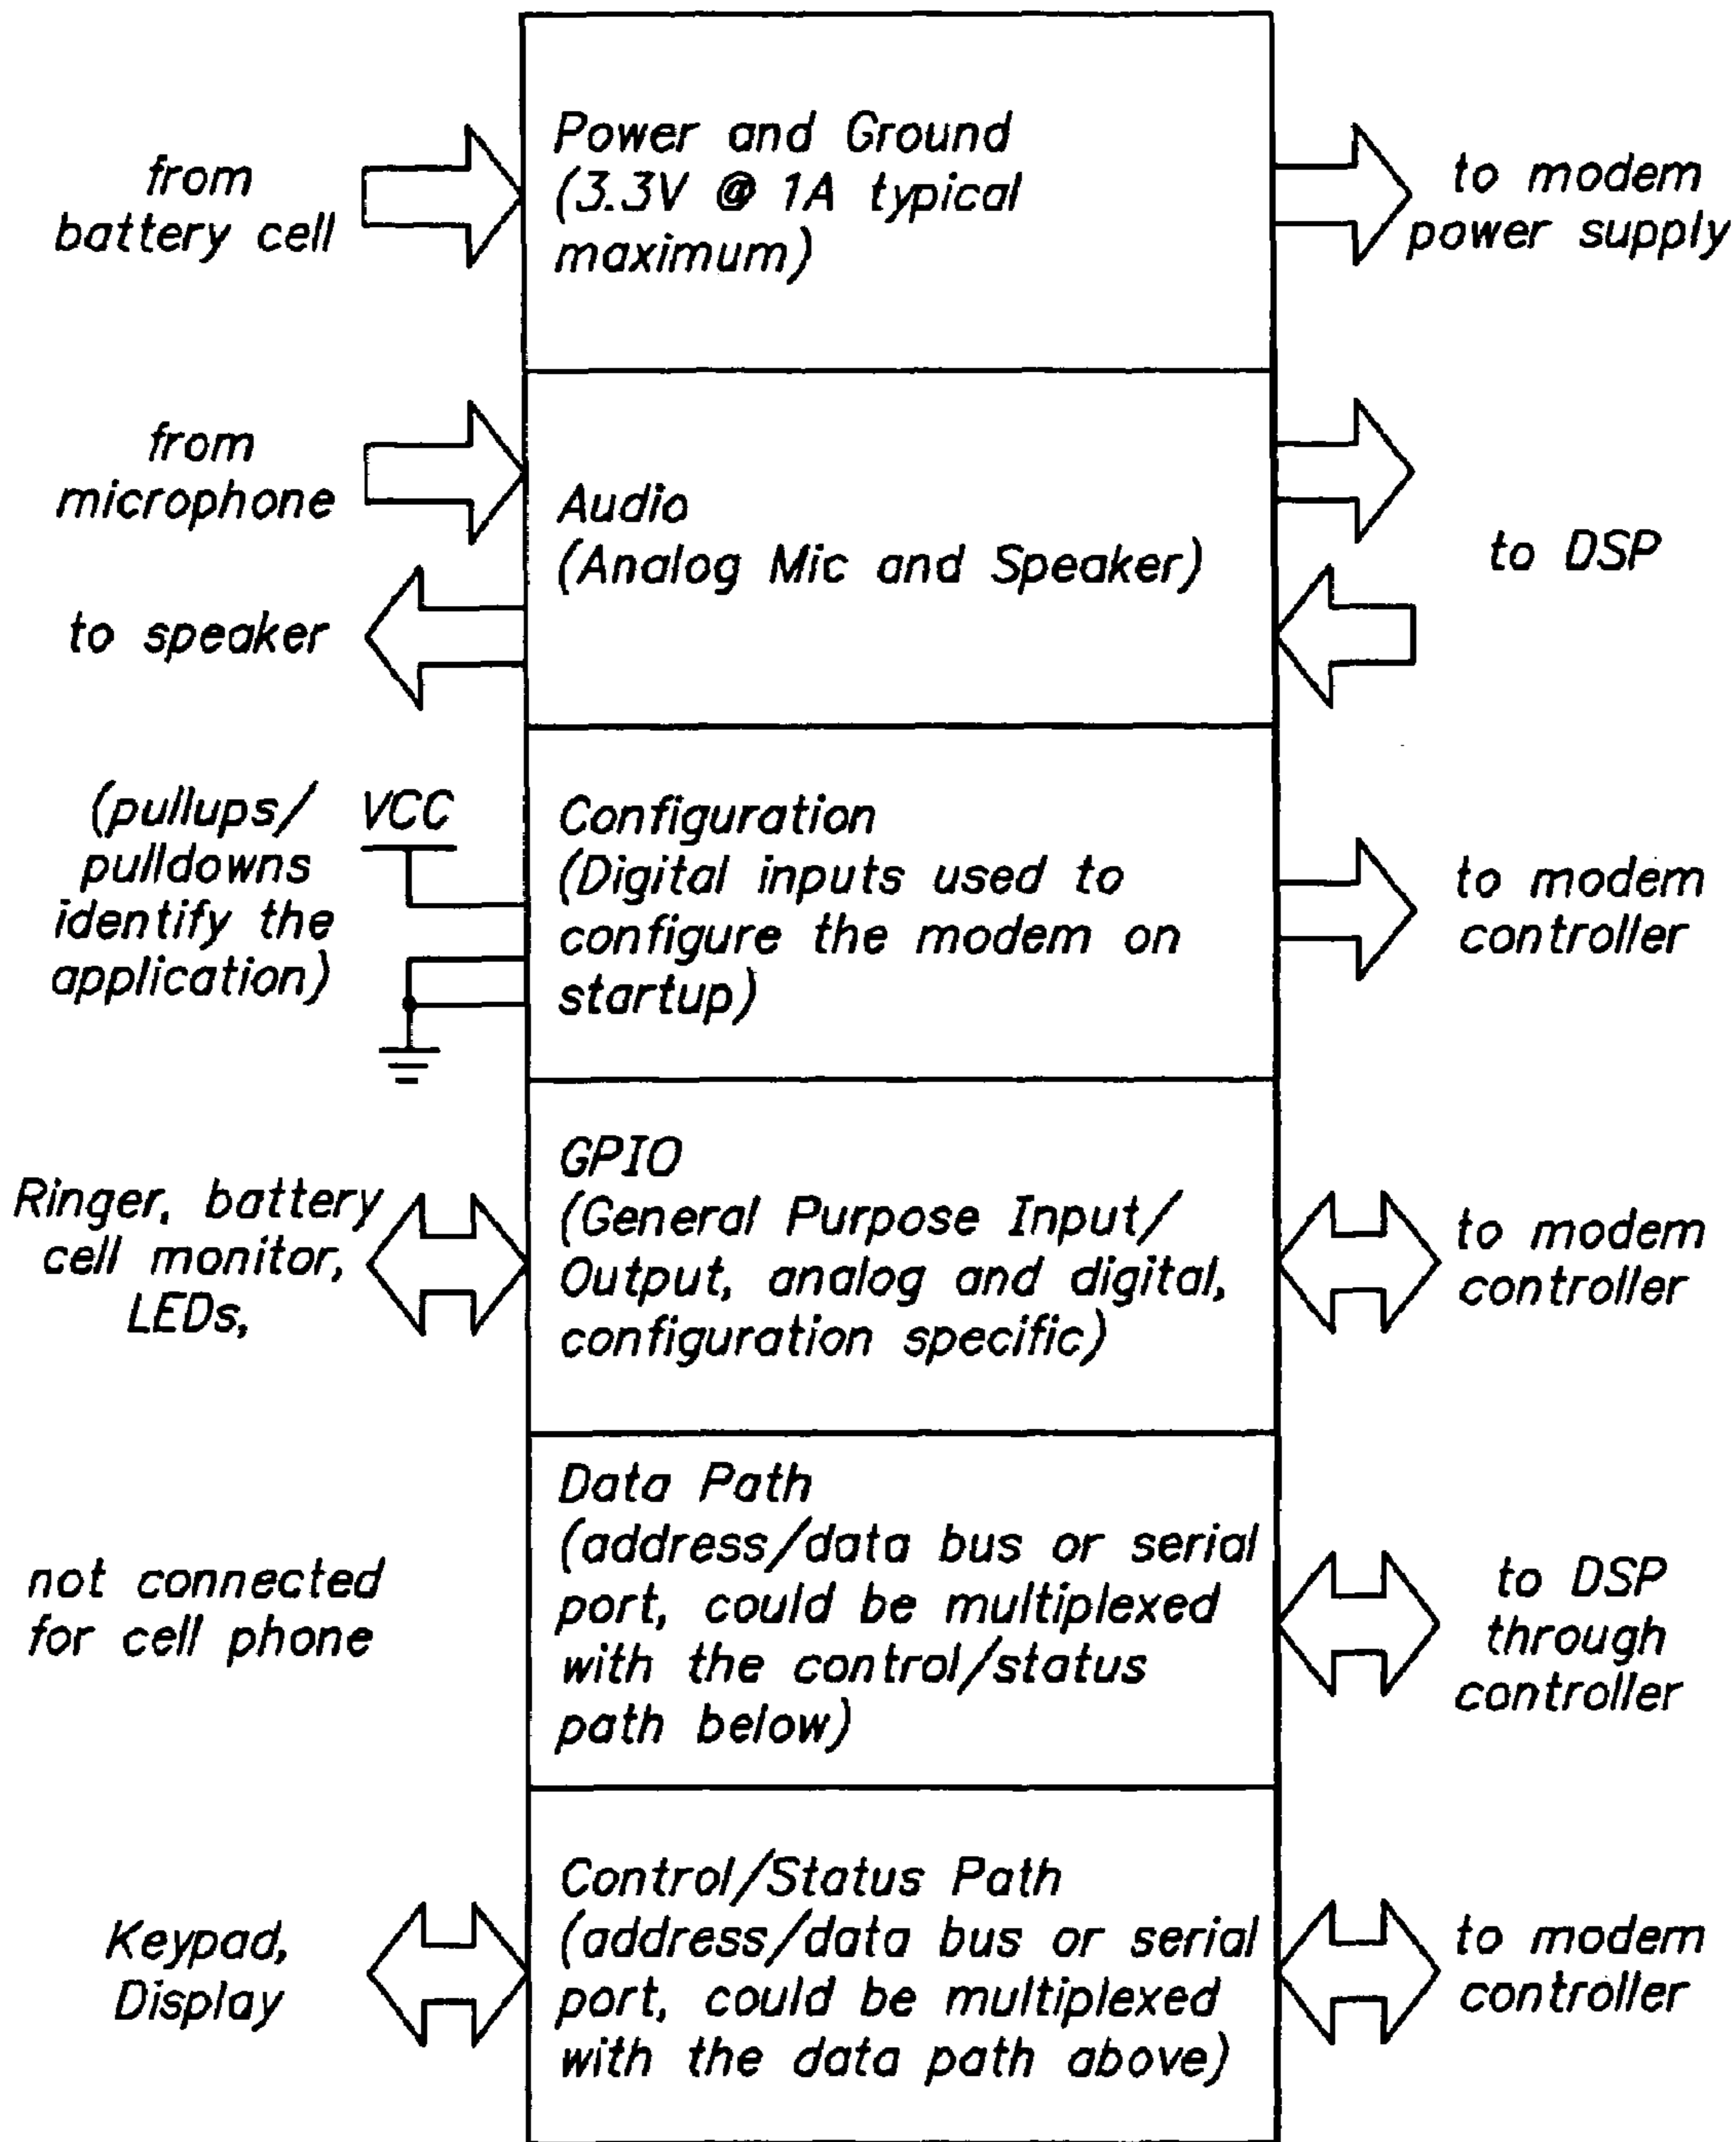 from
battery cell
Power and Ground
(3.3V @ 1A typical
maximum)
to modem
power supply
from
microphone
to speaker
Audio
(Analog Mic and Speaker)
to DSP
(pullups/
pulldowns
identify the
application)
VCC
Configuration
(Digital inputs used to
configure the modem on
startup)
to modem
controller
Ringer, battery
cell monitor,
LEDs,
GPIO
(General Purpose Input/
Output, analog and digital,
configuration specific)
to modem
controller
not connected
for cell phone
Data Path
(address/data bus or serial
port, could be multiplexed
with the control/status
path below)
to DSP
through
controller
Keypad,
Display
Control/Status Path
(address/data bus or serial
port, could be multiplexed
with the data path above)
to modem
controller